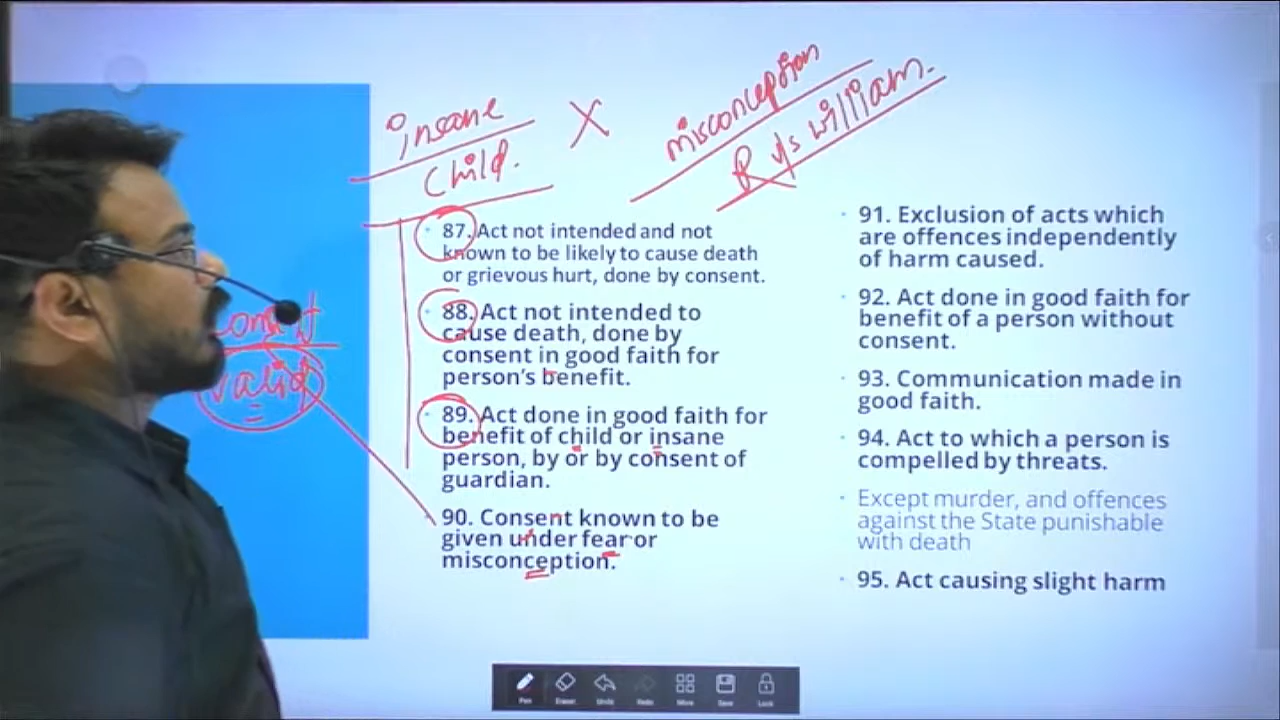 insane
child.
X
misconception
R v/s william.
valid
87. Act not intended and not
known to be likely to cause death
or grievous hurt, done by consent.
88. Act not intended to
cause death, done by
consent in good faith for
person's benefit.
89. Act done in good faith for
benefit of child or insane
person, by or by consent of
guardian.
90. Consent known to be
given under fear or
misconception.
91. Exclusion of acts which
are offences independently
of harm caused.
92. Act done in good faith for
benefit of a person without
consent.
93. Communication made in
good faith.
94. Act to which a person is
compelled by threats.
Except murder, and offences
against the State punishable
with death
95. Act causing slight harm
Pen Eraser Undo Redo More Save Lock